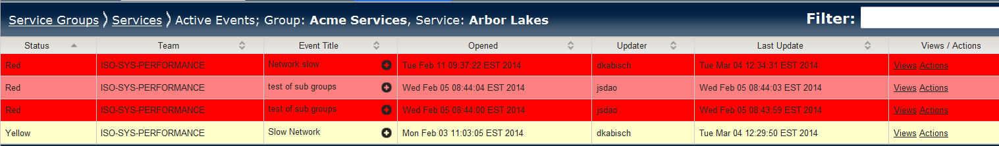 Service Groups Services Active Events; Group: Acme Services, Service: Arbor Lakes Filter:
Status Team Event Title Opened Updater Last Update Views / Actions
Red ISO-SYS-PERFORMANCE Network slow Tue Feb 11 09:37:22 EST 2014 dkabisch Tue Mar 04 12:34:31 EST 2014 Views Actions
Red ISO-SYS-PERFORMANCE test of sub groups Wed Feb 05 08:44:04 EST 2014 jsdao Wed Feb 05 08:44:03 EST 2014 Views Actions
Red ISO-SYS-PERFORMANCE test of sub groups Wed Feb 05 08:44:00 EST 2014 jsdao Wed Feb 05 08:43:59 EST 2014 Views Actions
Yellow ISO-SYS-PERFORMANCE Slow Network Mon Feb 03 11:03:05 EST 2014 dkabisch Tue Mar 04 12:29:50 EST 2014 Views Actions